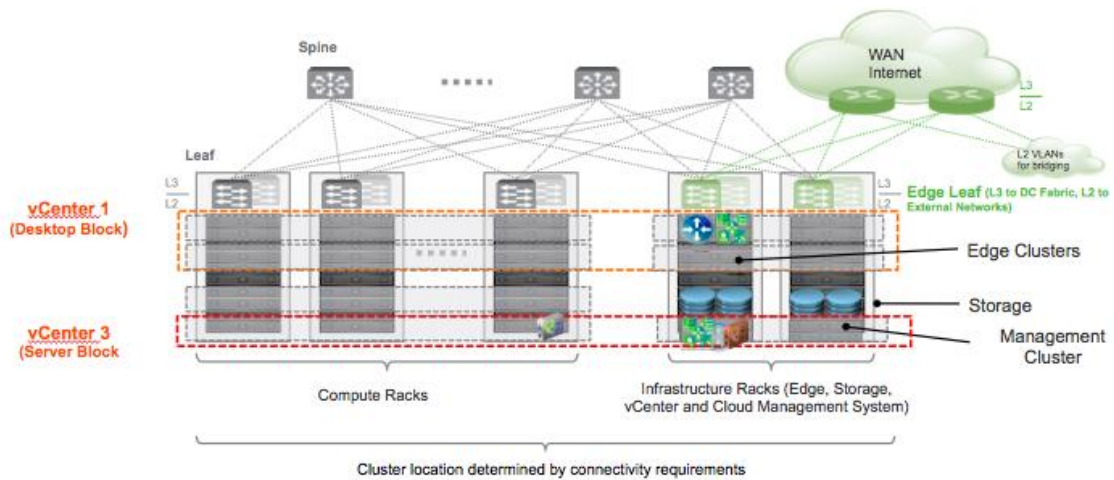 Spine
WAN
Internet
L3
L2
L2 VLANs
for bridging
Leaf
L3
L2
L3
L2
Edge Leaf (L3 to DC Fabric, L2 to
External Networks)
vCenter 1
(Desktop Block)
Edge Clusters
Storage
vCenter 3
(Server Block
Management
Cluster
Compute Racks
Infrastructure Racks (Edge, Storage,
vCenter and Cloud Management System)
Cluster location determined by connectivity requirements